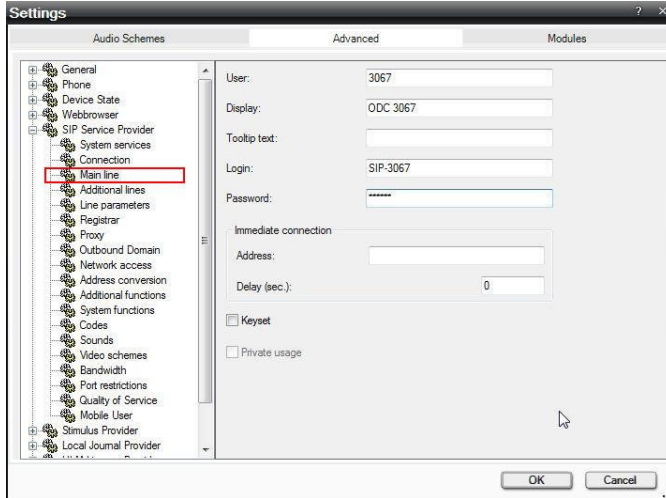 Settings
? ×
Audio Schemes
Advanced
Modules
General
Phone
Device State
Webbrowser
SIP Service Provider
System services
Connection
Main line
Additional lines
Line parameters
Registrar
Proxy
Outbound Domain
Network access
Address conversion
Additional functions
System functions
Codes
Sounds
Video schemes
Bandwidth
Port restrictions
Quality of Service
Mobile User
Stimulus Provider
Local Journal Provider
User: 3067
Display: ODC 3067
Tooltip text:
Login: SIP-3067
Password: ******
Immediate connection
Address:
Delay (sec.): 0
Keyset
Private usage
OK
Cancel
.